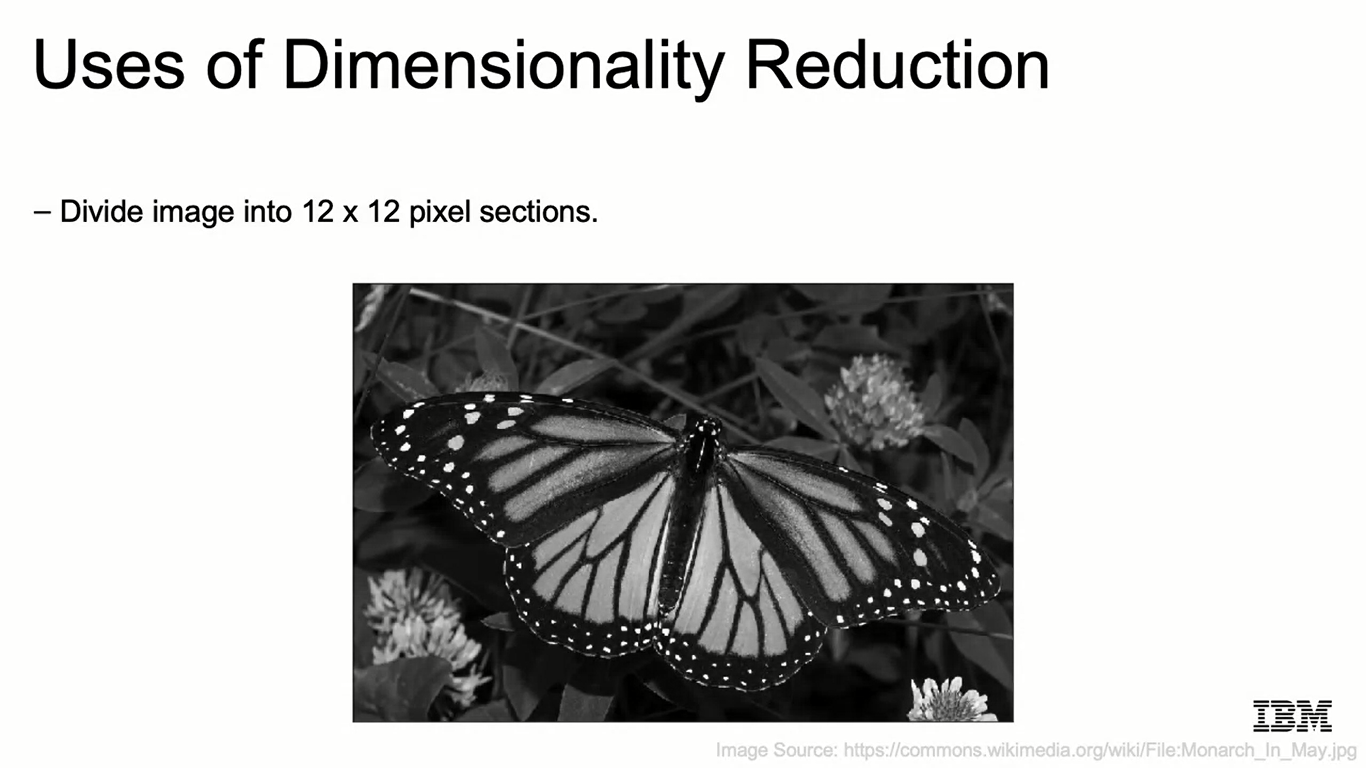 Uses of Dimensionality Reduction
– Divide image into 12 x 12 pixel sections.
IBM
Image Source: https://commons.wikimedia.org/wiki/File:Monarch_In_May.jpg